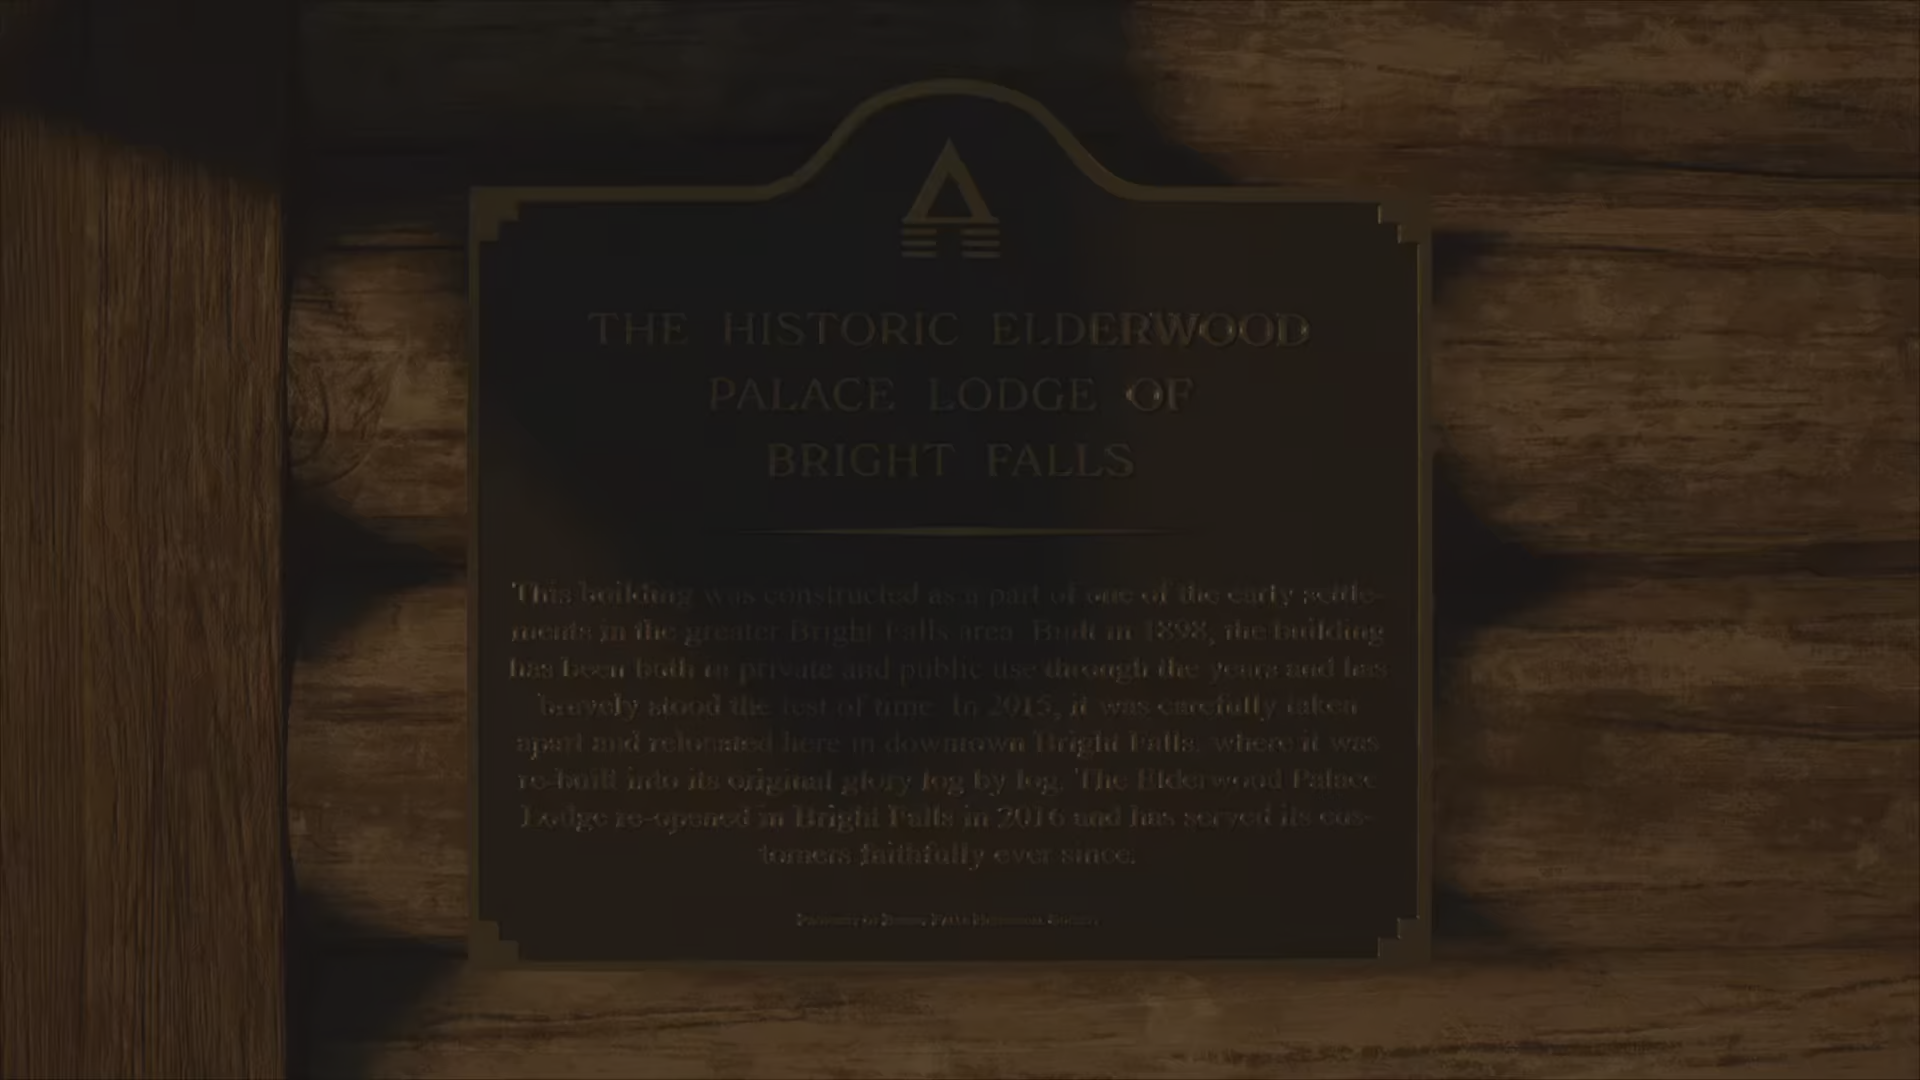 THE HISTORIC ELDERWOOD
PALACE LODGE OF
BRIGHT FALLS
This building was constructed as a part of one of the early settle-
ments in the greater Bright Falls area. Built in 1898, the building
has been both in private and public use through the years and has
bravely stood the test of time. In 2015, it was carefully taken
apart and relocated here in downtown Bright Falls, where it was
re-built into its original glory log by log. The Elderwood Palace
Lodge re-opened in Bright Falls in 2016 and has served its cus-
tomers faithfully ever since.